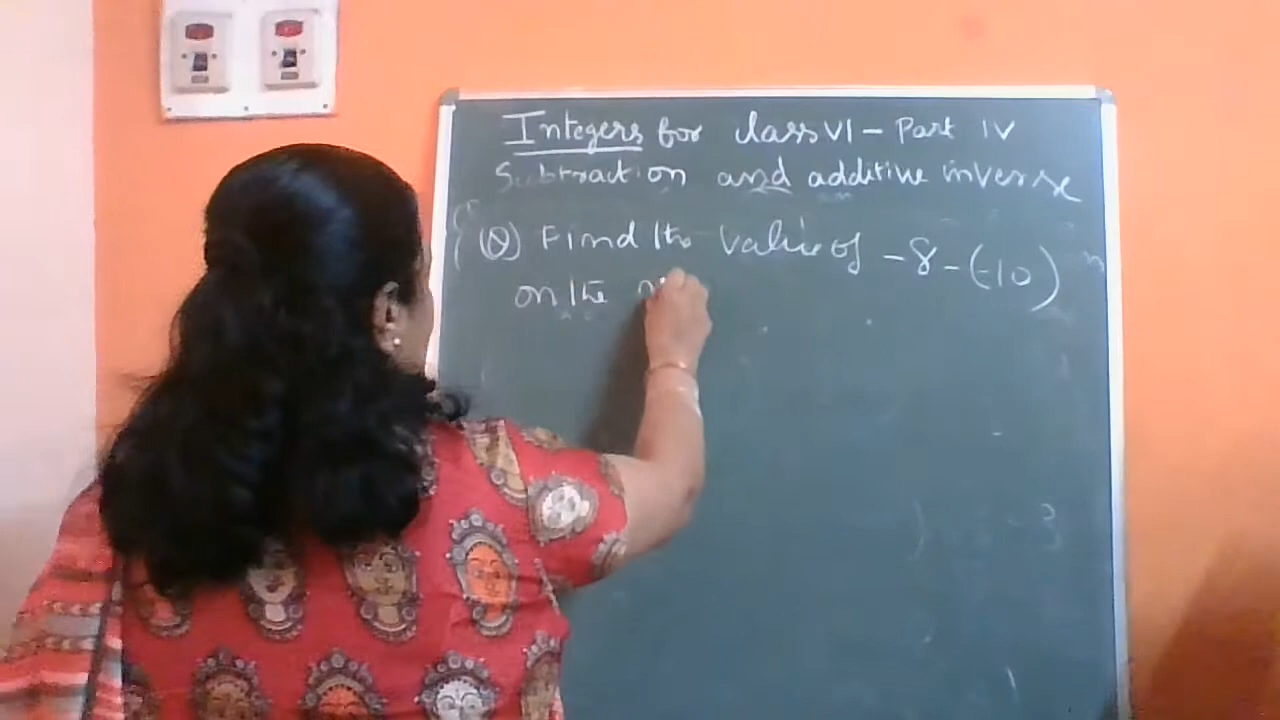 Integers for class VI - Part IV
Subtraction and additive inverse
(Q) Find the value of -8-(-10)
on the